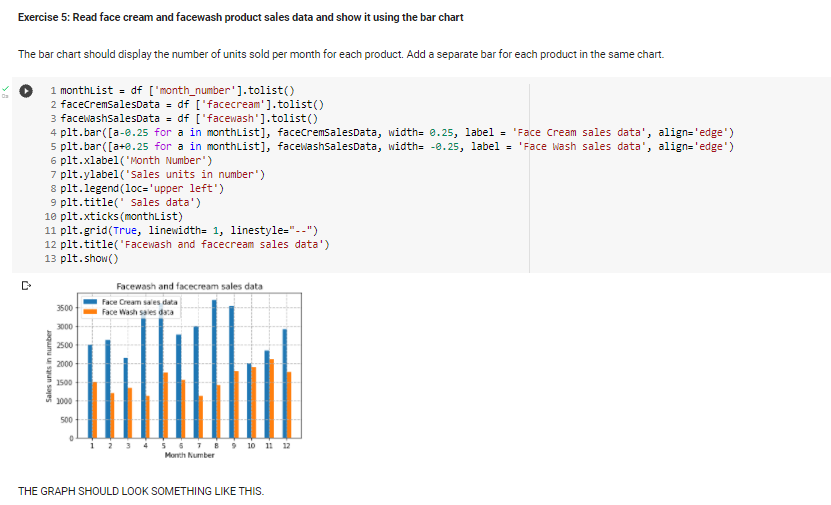 Exercise 5: Read face cream and facewash product sales data and show it using the bar chart
The bar chart should display the number of units sold per month for each product. Add a separate bar for each product in the same chart.
1 monthList = df ['month_number'].tolist()
2 faceCremSalesData = df ['facecream'].tolist()
3 faceWashSalesData = df ['facewash'].tolist()
4 plt.bar([a-0.25 for a in monthList], faceCremSalesData, width= 0.25, label = 'Face Cream sales data', align='edge')
5 plt.bar([a+0.25 for a in monthList], faceWashSalesData, width= -0.25, label = 'Face Wash sales data', align='edge')
6 plt.xlabel('Month Number')
7 plt.ylabel('Sales units in number')
8 plt.legend(loc='upper left')
9 plt.title(' Sales data')
10 plt.xticks(monthList)
11 plt.grid(True, linewidth= 1, linestyle="--")
12 plt.title('Facewash and facecream sales data')
13 plt.show()
Facewash and facecream sales data
Face Cream sales data
Face Wash sales data
3500
3000
2500
2000
1500
1000
500
0
Sales units in number
1 2 3 4 5 6 7 8 9 10 11 12
Month Number
THE GRAPH SHOULD LOOK SOMETHING LIKE THIS.